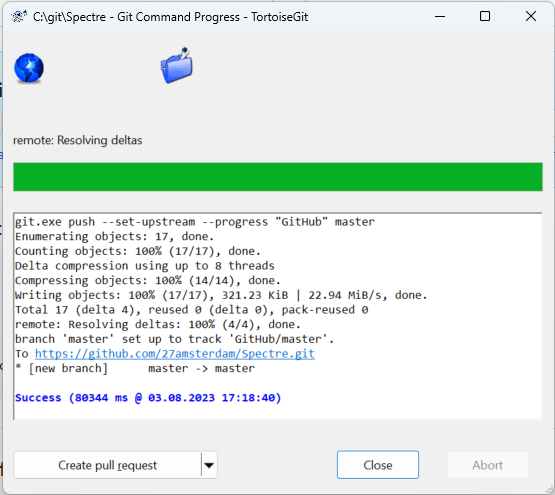 C:\git\Spectre - Git Command Progress - TortoiseGit
remote: Resolving deltas
git.exe push --set-upstream --progress "GitHub" master
Enumerating objects: 17, done.
Counting objects: 100% (17/17), done.
Delta compression using up to 8 threads
Compressing objects: 100% (14/14), done.
Writing objects: 100% (17/17), 321.23 KiB | 22.94 MiB/s, done.
Total 17 (delta 4), reused 0 (delta 0), pack-reused 0
remote: Resolving deltas: 100% (4/4), done.
branch 'master' set up to track 'GitHub/master'.
To https://github.com/27amsterdam/Spectre.git
* [new branch]      master -> master
Success (80344 ms @ 03.08.2023 17:18:40)
Create pull request
Close
Abort